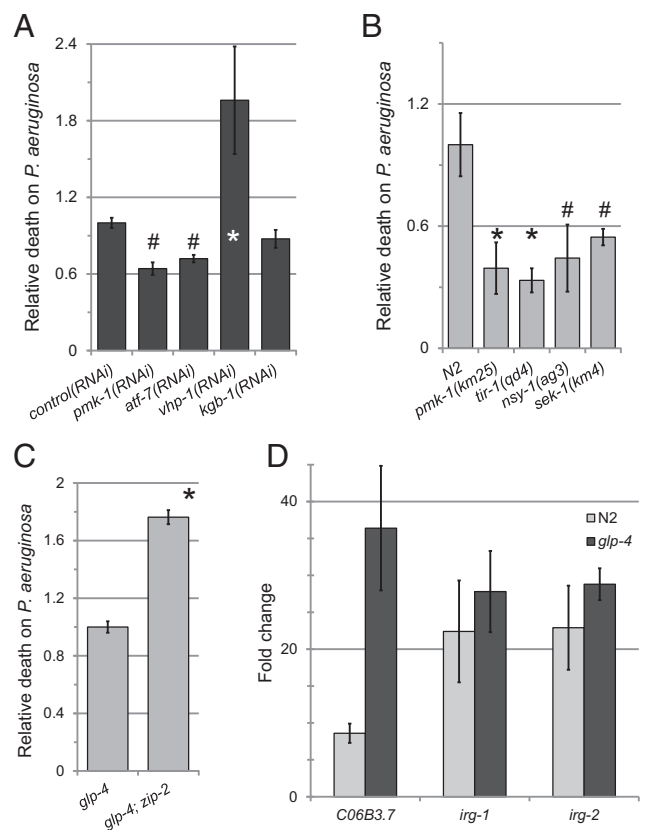 A
Relative death on P. aeruginosa
2.4
1.8
1.2
0.6
0
# # *
control(RNAi)
pmk-1(RNAi)
atf-7(RNAi)
vhp-1(RNAi)
kgb-1(RNAi)
B
Relative death on P. aeruginosa
1.2
0.6
0
* * # #
N2
pmk-1(km25)
tir-1(qd4)
nsy-1(ag3)
sek-1(km4)
C
Relative death on P. aeruginosa
2
1.6
1.2
0.8
0.4
0
*
glp-4
glp-4; zip-2
D
Fold change
40
20
0
N2
glp-4
C06B3.7
irg-1
irg-2